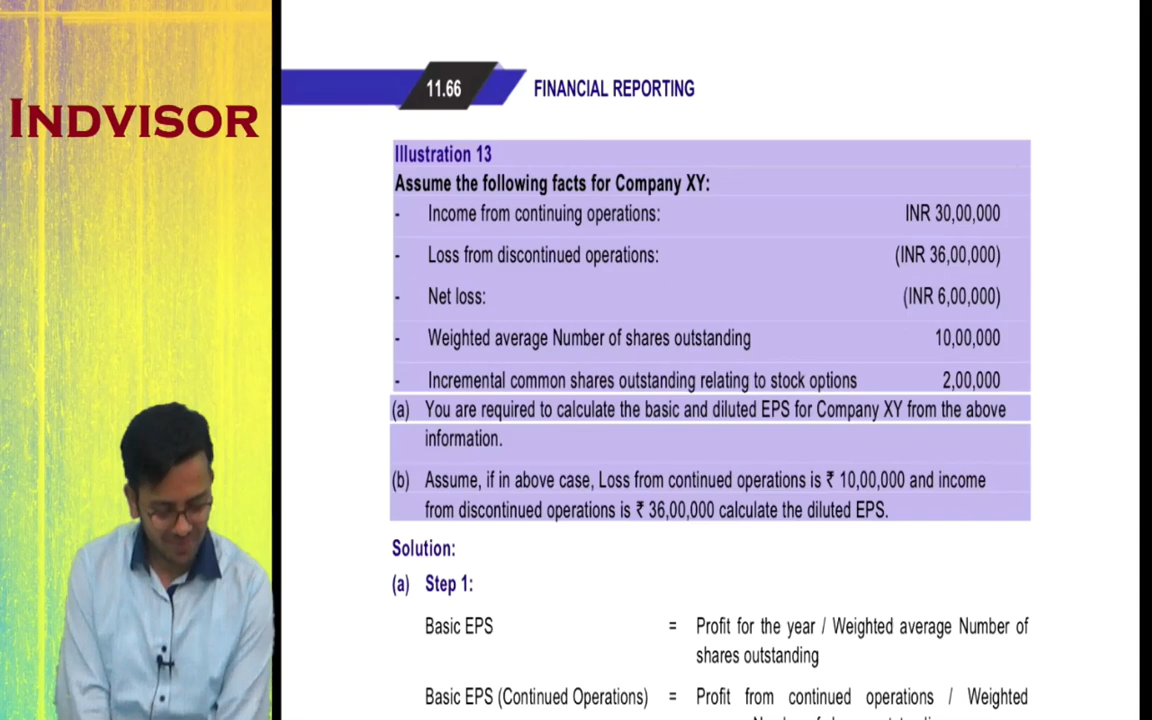 INDVISOR
11.66 FINANCIAL REPORTING
Illustration 13
Assume the following facts for Company XY:
- Income from continuing operations: INR 30,00,000
- Loss from discontinued operations: (INR 36,00,000)
- Net loss: (INR 6,00,000)
- Weighted average Number of shares outstanding 10,00,000
- Incremental common shares outstanding relating to stock options 2,00,000
(a) You are required to calculate the basic and diluted EPS for Company XY from the above
information.
(b) Assume, if in above case, Loss from continued operations is ₹ 10,00,000 and income
from discontinued operations is ₹ 36,00,000 calculate the diluted EPS.
Solution:
(a) Step 1:
Basic EPS = Profit for the year / Weighted average Number of
shares outstanding
Basic EPS (Continued Operations) = Profit from continued operations / Weighted